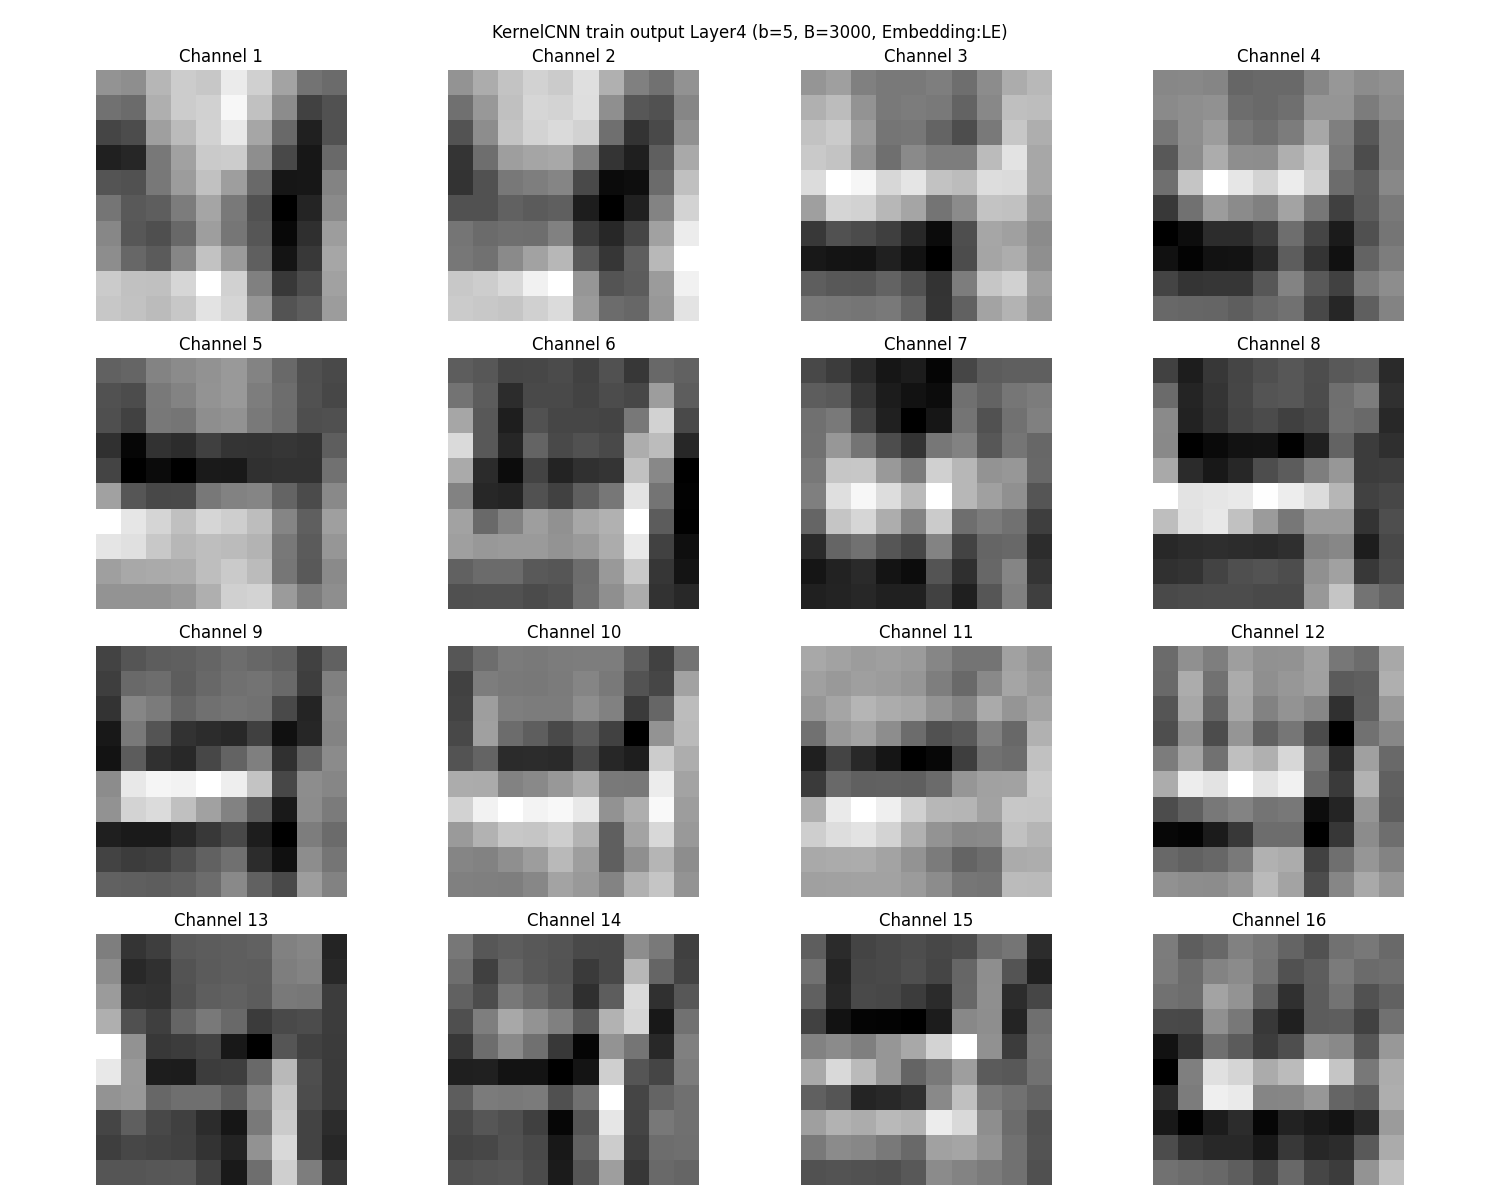 KernelCNN train output Layer4 (b=5, B=3000, Embedding:LE)
Channel 1
Channel 2
Channel 3
Channel 4
Channel 5
Channel 6
Channel 7
Channel 8
Channel 9
Channel 10
Channel 11
Channel 12
Channel 13
Channel 14
Channel 15
Channel 16